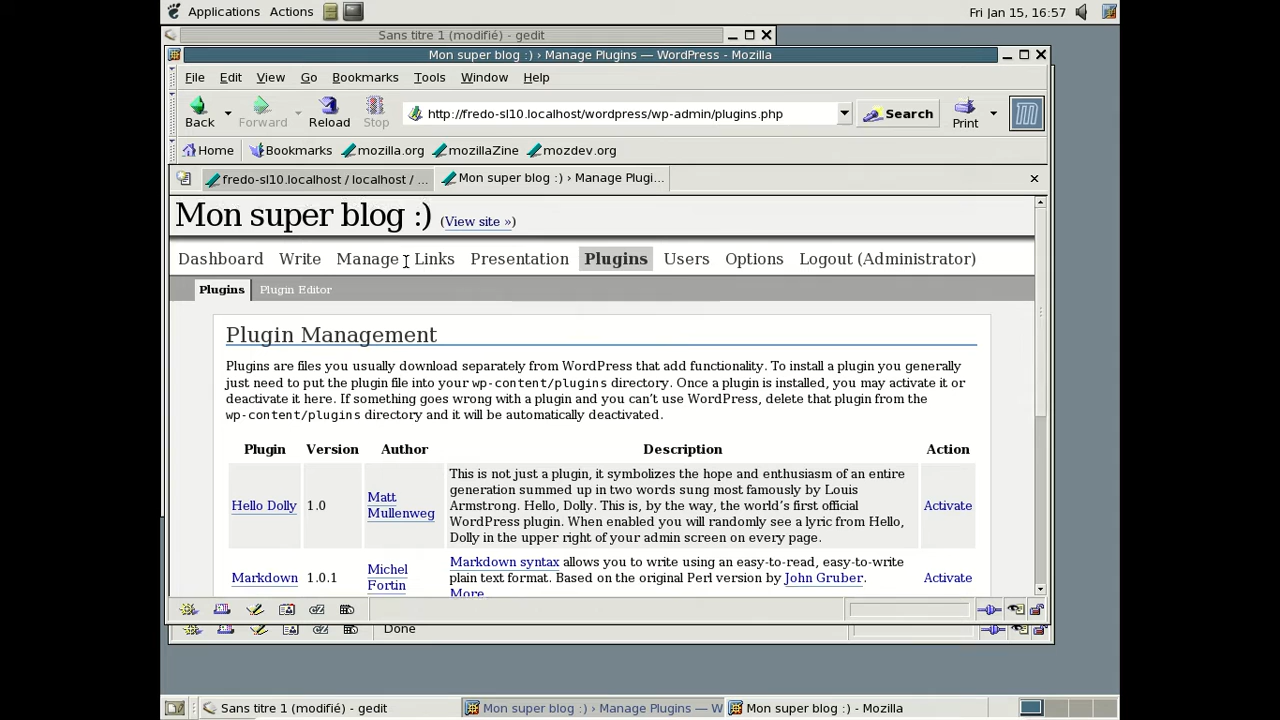 Applications Actions Fri Jan 15, 16:57
Sans titre 1 (modifié) - gedit
Mon super blog :) › Manage Plugins — WordPress - Mozilla
File Edit View Go Bookmarks Tools Window Help
Back Forward Reload Stop http://fredo-sl10.localhost/wordpress/wp-admin/plugins.php Search Print
Home Bookmarks mozilla.org mozillaZine mozdev.org
fredo-sl10.localhost / localhost / ... Mon super blog :) › Manage Plugi...
Mon super blog :) (View site »)
Dashboard Write Manage Links Presentation Plugins Users Options Logout (Administrator)
Plugins Plugin Editor
Plugin Management
Plugins are files you usually download separately from WordPress that add functionality. To install a plugin you generally
just need to put the plugin file into your wp-content/plugins directory. Once a plugin is installed, you may activate it or
deactivate it here. If something goes wrong with a plugin and you can’t use WordPress, delete that plugin from the
wp-content/plugins directory and it will be automatically deactivated.
Plugin Version Author Description Action
This is not just a plugin, it symbolizes the hope and enthusiasm of an entire
generation summed up in two words sung most famously by Louis
Hello Dolly 1.0 Matt Mullenweg Armstrong. Hello, Dolly. This is, by the way, the world’s first official Activate
WordPress plugin. When enabled you will randomly see a lyric from Hello,
Dolly in the upper right of your admin screen on every page.
Markdown syntax allows you to write using an easy-to-read, easy-to-write
Markdown 1.0.1 Michel Fortin plain text format. Based on the original Perl version by John Gruber. Activate
More
Done
Sans titre 1 (modifié) - gedit Mon super blog :) › Manage Plugins — W Mon super blog :) - Mozilla